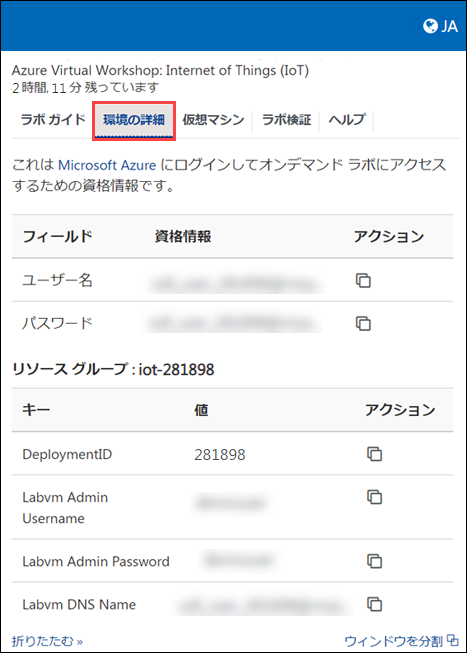 JA
Azure Virtual Workshop: Internet of Things (IoT)
2 時間, 11 分 残っています
ラボ ガイド 環境の詳細 仮想マシン ラボ検証 ヘルプ
これは Microsoft Azure にログインしてオンデマンド ラボにアクセス
するための資格情報です。
フィールド 資格情報 アクション
ユーザー名
パスワード
リソース グループ : iot-281898
キー 値 アクション
DeploymentID 281898
Labvm Admin
Username
Labvm Admin Password
Labvm DNS Name
折りたたむ » ウィンドウを分割